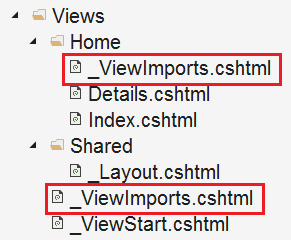 Views
Home
_ViewImports.cshtml
Details.cshtml
Index.cshtml
Shared
_Layout.cshtml
_ViewImports.cshtml
_ViewStart.cshtml